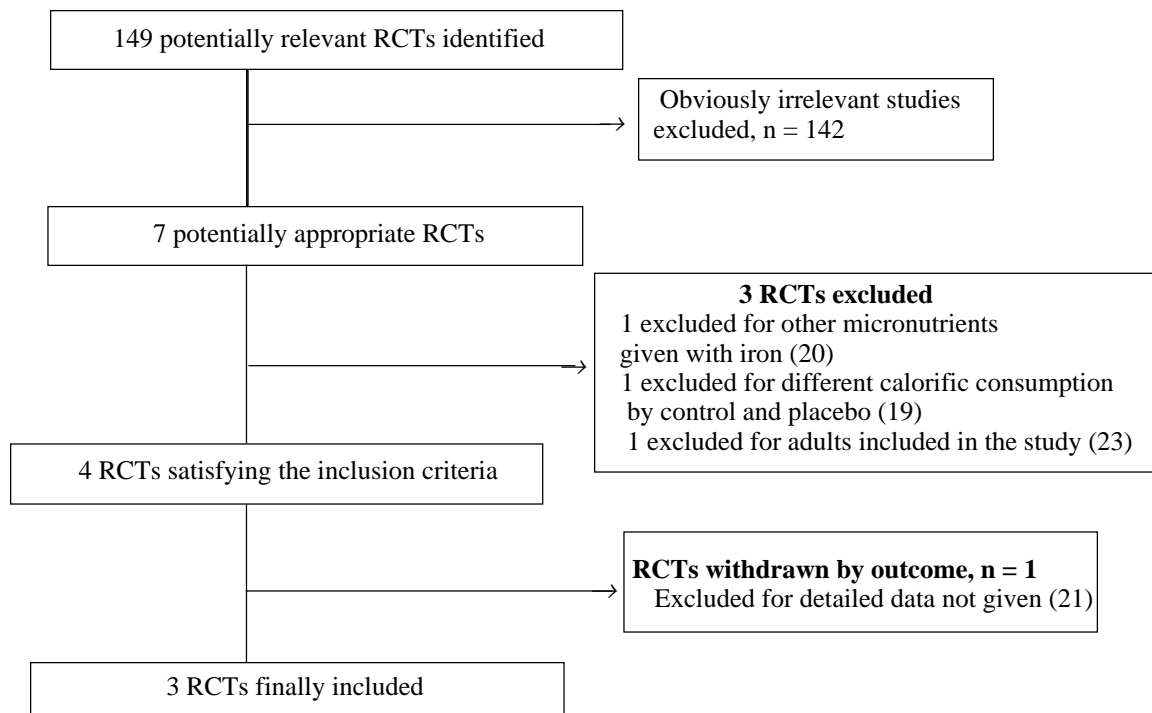 149 potentially relevant RCTs identified
Obviously irrelevant studies
excluded, n = 142
7 potentially appropriate RCTs
3 RCTs excluded
1 excluded for other micronutrients
given with iron (20)
1 excluded for different calorific consumption
by control and placebo (19)
1 excluded for adults included in the study (23)
4 RCTs satisfying the inclusion criteria
RCTs withdrawn by outcome, n = 1
Excluded for detailed data not given (21)
3 RCTs finally included